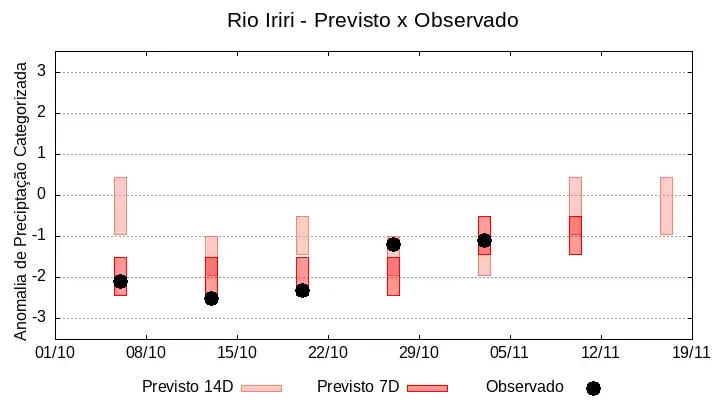 Rio Iriri - Previsto x Observado
Anomalia de Precipitação Categorizada
3
2
1
0
-1
-2
-3
01/10 08/10 15/10 22/10 29/10 05/11 12/11 19/11
Previsto 14D Previsto 7D Observado